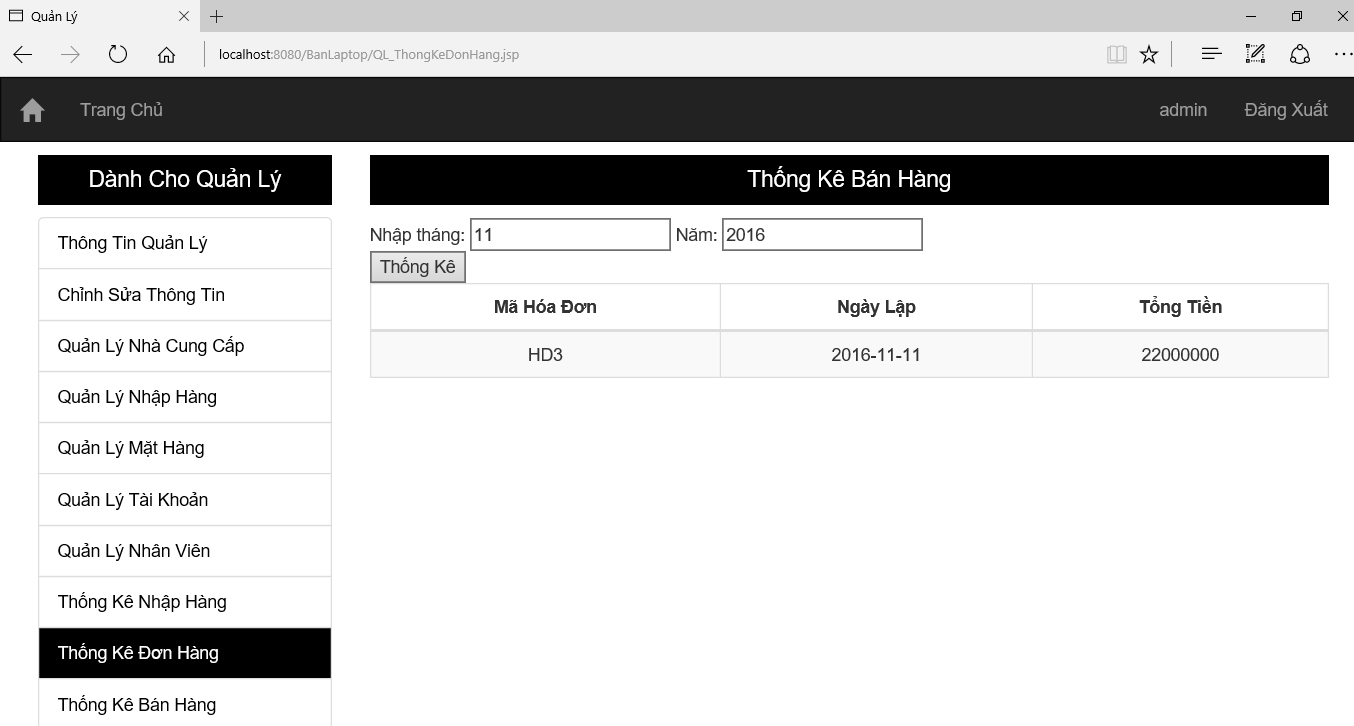 Quản Lý
localhost:8080/BanLaptop/QL_ThongKeDonHang.jsp
Trang Chủ admin Đăng Xuất
Dành Cho Quản Lý
Thông Tin Quản Lý
Chỉnh Sửa Thông Tin
Quản Lý Nhà Cung Cấp
Quản Lý Nhập Hàng
Quản Lý Mặt Hàng
Quản Lý Tài Khoản
Quản Lý Nhân Viên
Thống Kê Nhập Hàng
Thống Kê Đơn Hàng
Thống Kê Bán Hàng
Thống Kê Bán Hàng
Nhập tháng: 11 Năm: 2016
Thống Kê
Mã Hóa Đơn Ngày Lập Tổng Tiền
HD3 2016-11-11 22000000